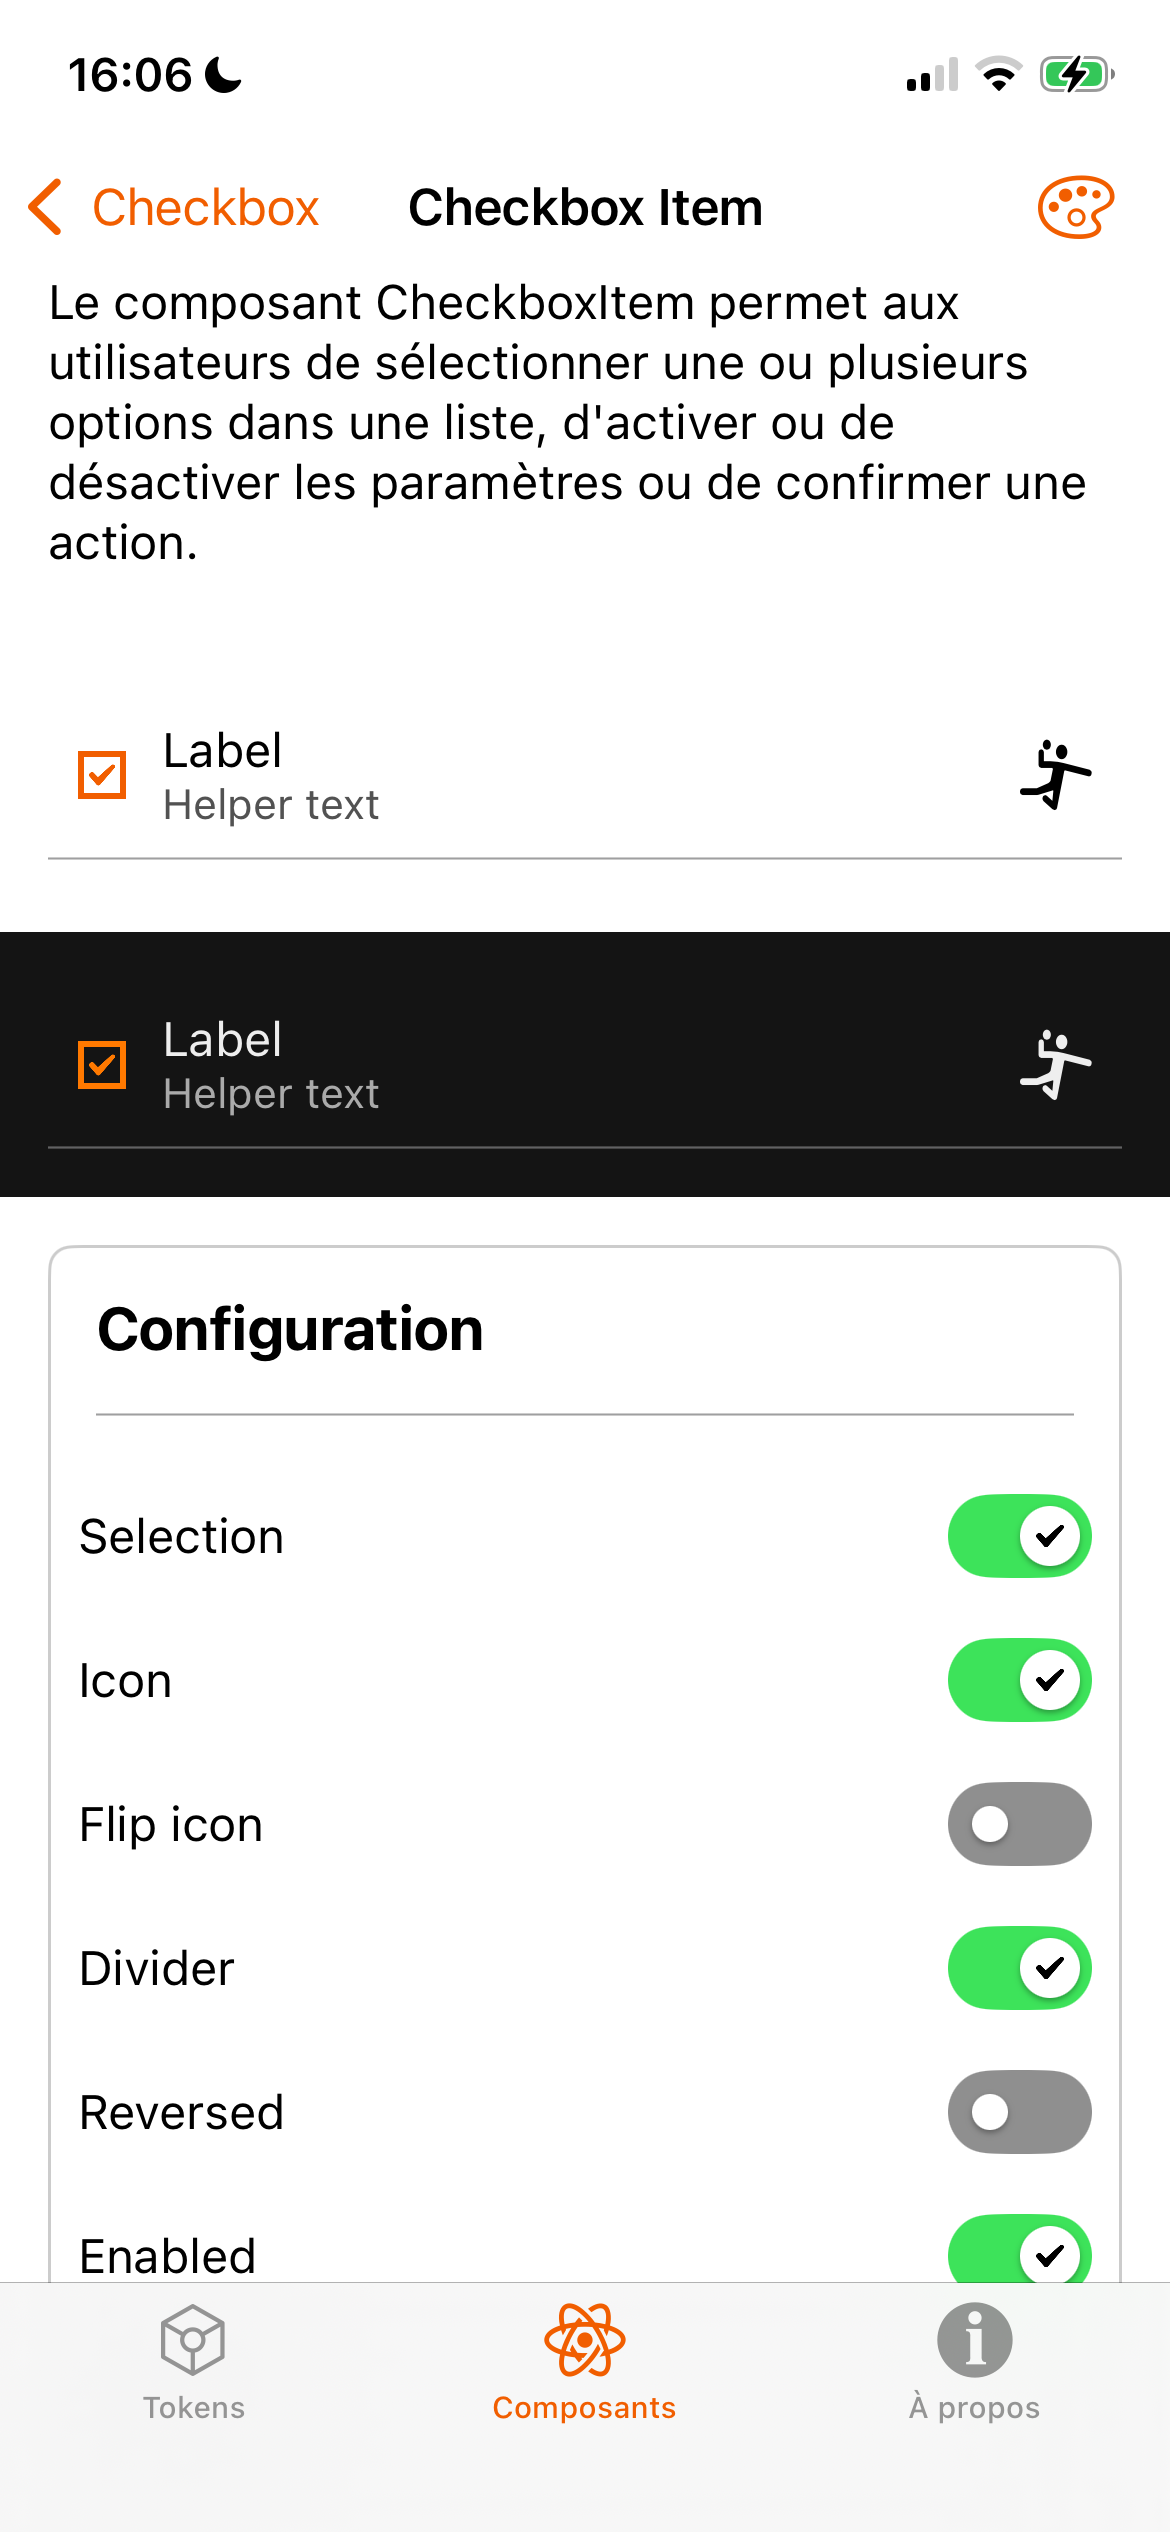 16:06
Checkbox
Checkbox Item
Le composant CheckboxItem permet aux
utilisateurs de sélectionner une ou plusieurs
options dans une liste, d'activer ou de
désactiver les paramètres ou de confirmer une
action.
Label
Helper text
Label
Helper text
Configuration
Selection
Icon
Flip icon
Divider
Reversed
Enabled
Tokens
Composants
À propos